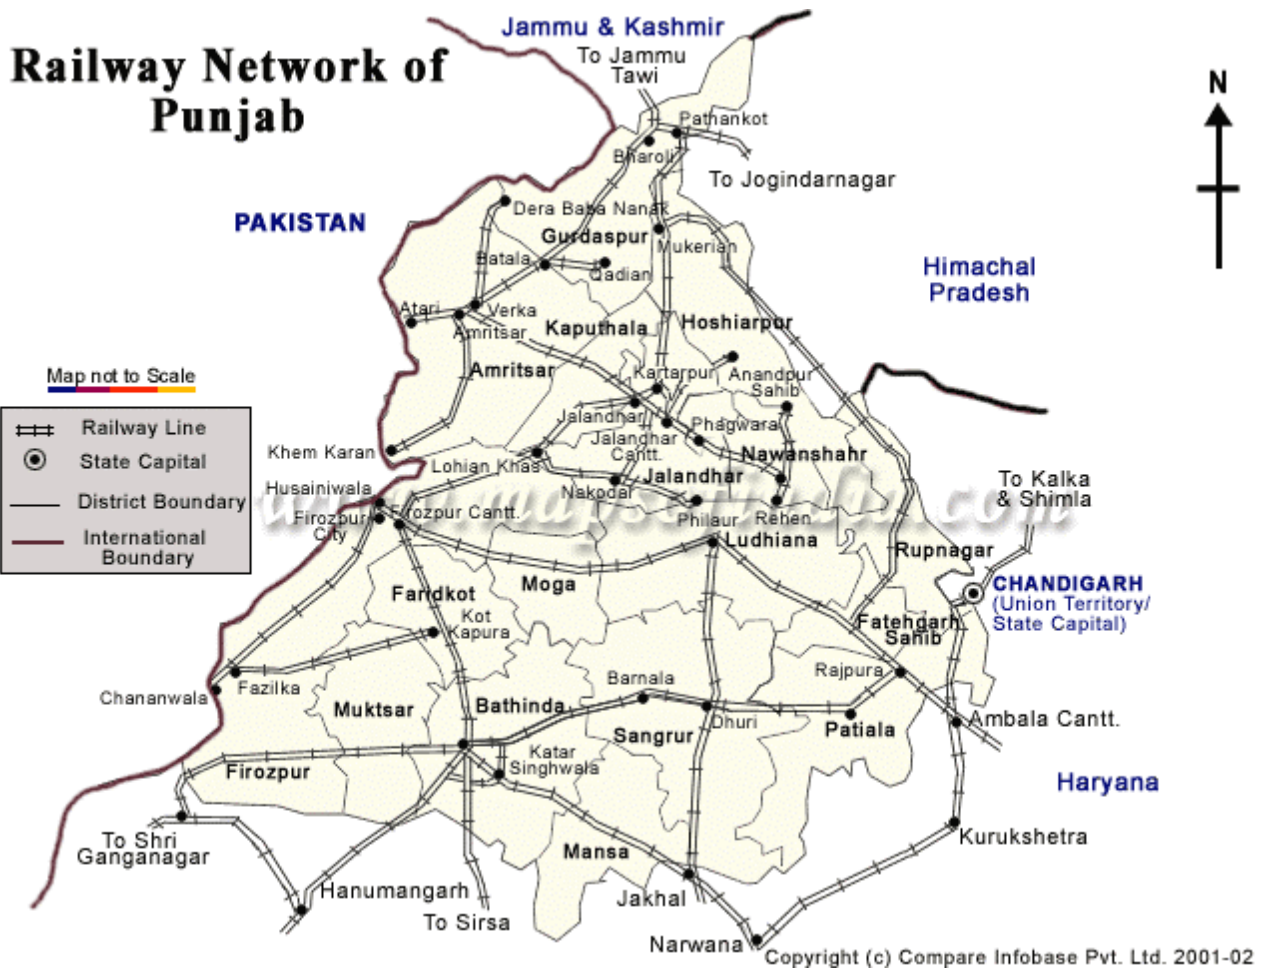 Railway Network of
Punjab
Jammu & Kashmir
To Jammu
Tawi
N
Pathankot
Bharoli
To Jogindarnagar
PAKISTAN
Dera Baba Nanak
Gurdaspur
Mukerian
Batala
Qadian
Himachal
Pradesh
Atari
Verka
Amritsar
Kaputhala
Hoshiarpur
Amritsar
Kartarpur
Anandpur
Sahib
Map not to Scale
Railway Line
State Capital
District Boundary
International
Boundary
Jalandhar
Jalandhar
Cantt.
Phagwara
Khem Karan
Lohian Khas
Nawanshahr
Jalandhar
Nakodal
Husainiwala
Firozpur
City
Firozpur Cantt.
www.mapsofindia.com
Philaur
Rehen
Ludhiana
To Kalka
& Shimla
Rupnagar
Moga
Faridkot
CHANDIGARH
(Union Territory/
State Capital)
Kot
Kapura
Fatehgarh
Sahib
Rajpura
Chananwala
Fazilka
Barnala
Muktsar
Bathinda
Dhuri
Sangrur
Patiala
Ambala Cantt.
Katar
Singhwala
Firozpur
Haryana
To Shri
Ganganagar
Mansa
Kurukshetra
Hanumangarh
To Sirsa
Jakhal
Narwana
Copyright (c) Compare Infobase Pvt. Ltd. 2001-02